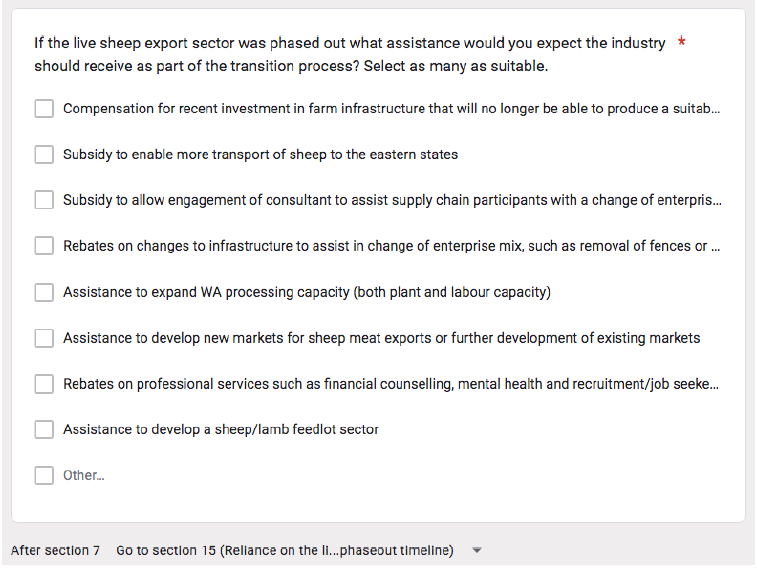 If the live sheep export sector was phased out what assistance would you expect the industry *
should receive as part of the transition process? Select as many as suitable.
Compensation for recent investment in farm infrastructure that will no longer be able to produce a suitab...
Subsidy to enable more transport of sheep to the eastern states
Subsidy to allow engagement of consultant to assist supply chain participants with a change of enterpris...
Rebates on changes to infrastructure to assist in change of enterprise mix, such as removal of fences or ...
Assistance to expand WA processing capacity (both plant and labour capacity)
Assistance to develop new markets for sheep meat exports or further development of existing markets
Rebates on professional services such as financial counselling, mental health and recruitment/job seeke...
Assistance to develop a sheep/lamb feedlot sector
Other...
After section 7 Go to section 15 (Reliance on the li...phaseout timeline)